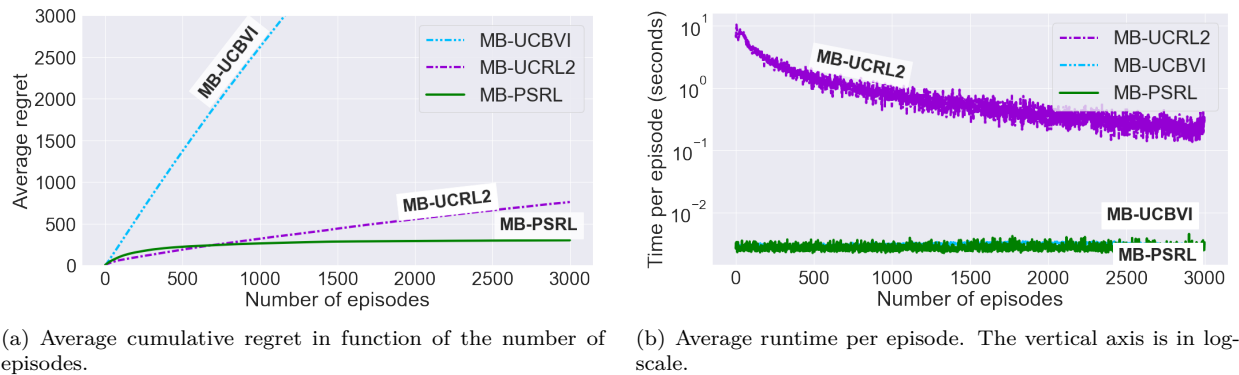 3000
2500
2000
1500
1000
500
0
Average regret
MB-UCBVI
MB-UCBVI
MB-UCRL2
MB-PSRL
MB-UCRL2
MB-PSRL
0 500 1000 1500 2000 2500 3000
Number of episodes
(a) Average cumulative regret in function of the number of
episodes.
10^1
10^0
10^−1
10^−2
Time per episode (seconds)
MB-UCRL2
MB-UCRL2
MB-UCBVI
MB-PSRL
MB-UCBVI
MB-PSRL
0 500 1000 1500 2000 2500 3000
Number of episodes
(b) Average runtime per episode. The vertical axis is in log-
scale.